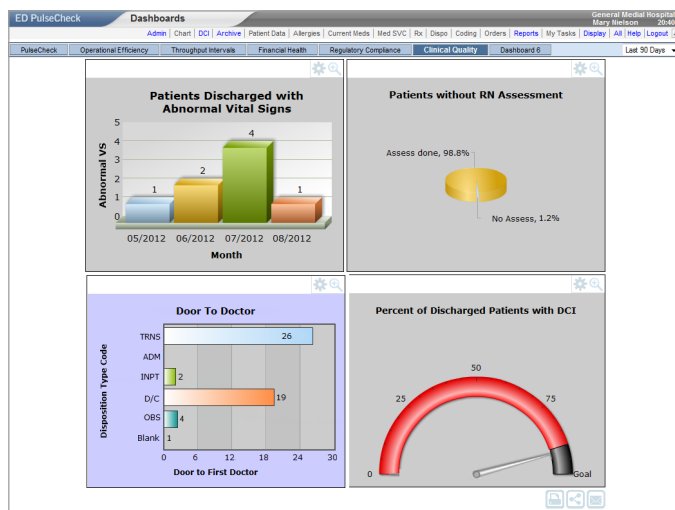 ED PulseCheck
Dashboards
General Medial Hospital
Mary Nielson 20:40
Admin | Chart | DCI | Archive | Patient Data | Allergies | Current Meds | Med SVC | Rx | Dispo | Coding | Orders | Reports | My Tasks | Display | All | Help | Logout
PulseCheck Operational Efficiency Throughput Intervals Financial Health Regulatory Compliance Clinical Quality Dashboard 6 Last 90 Days
Patients Discharged with
Abnormal Vital Signs
Abnormal VS
5
4
3
2
1
0
1
2
4
1
05/2012 06/2012 07/2012 08/2012
Month
Patients without RN Assessment
Assess done, 98.8%
No Assess, 1.2%
Door To Doctor
Disposition Type Code
TRNS 26
ADM
INPT 2
D/C 19
OBS 4
Blank 1
0 6 12 18 24 30
Door to First Doctor
Percent of Discharged Patients with DCI
50
25 75
0 Goal